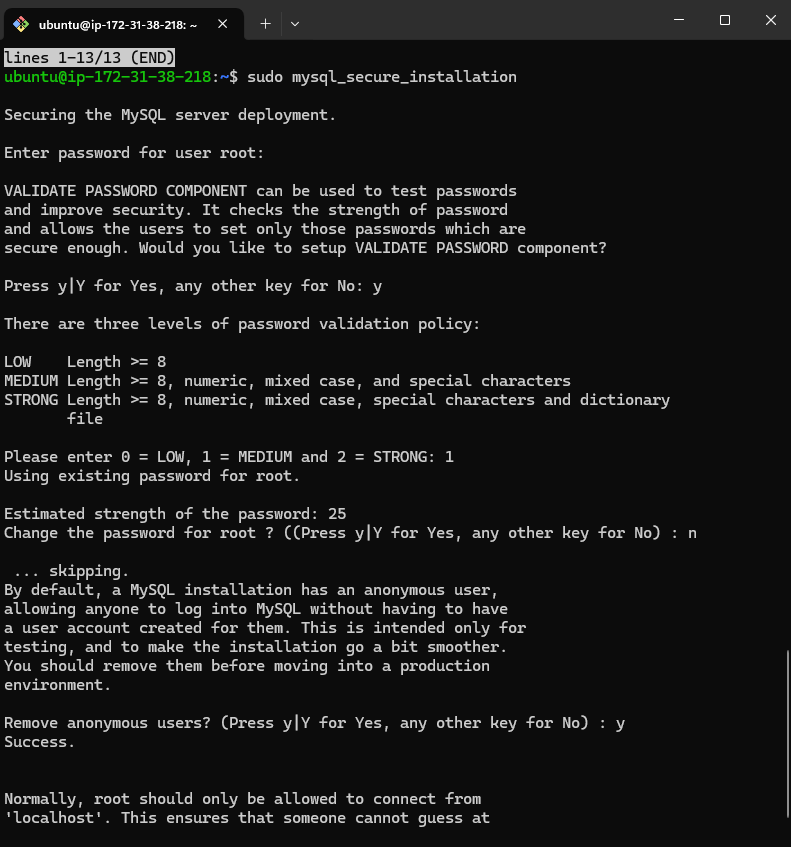 ubuntu@ip-172-31-38-218: ~
lines 1-13/13 (END)
ubuntu@ip-172-31-38-218:~$ sudo mysql_secure_installation
Securing the MySQL server deployment.
Enter password for user root:
VALIDATE PASSWORD COMPONENT can be used to test passwords
and improve security. It checks the strength of password
and allows the users to set only those passwords which are
secure enough. Would you like to setup VALIDATE PASSWORD component?
Press y|Y for Yes, any other key for No: y
There are three levels of password validation policy:
LOW    Length >= 8
MEDIUM Length >= 8, numeric, mixed case, and special characters
STRONG Length >= 8, numeric, mixed case, special characters and dictionary
file
Please enter 0 = LOW, 1 = MEDIUM and 2 = STRONG: 1
Using existing password for root.
Estimated strength of the password: 25
Change the password for root ? ((Press y|Y for Yes, any other key for No) : n
... skipping.
By default, a MySQL installation has an anonymous user,
allowing anyone to log into MySQL without having to have
a user account created for them. This is intended only for
testing, and to make the installation go a bit smoother.
You should remove them before moving into a production
environment.
Remove anonymous users? (Press y|Y for Yes, any other key for No) : y
Success.
Normally, root should only be allowed to connect from
'localhost'. This ensures that someone cannot guess at